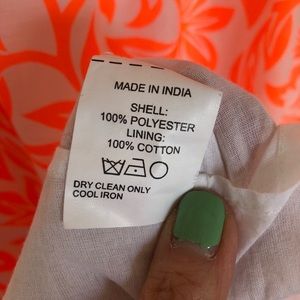 MADE IN INDIA
SHELL:
100% POLYESTER
LINING:
100% COTTON
DRY CLEAN ONLY
COOL IRON